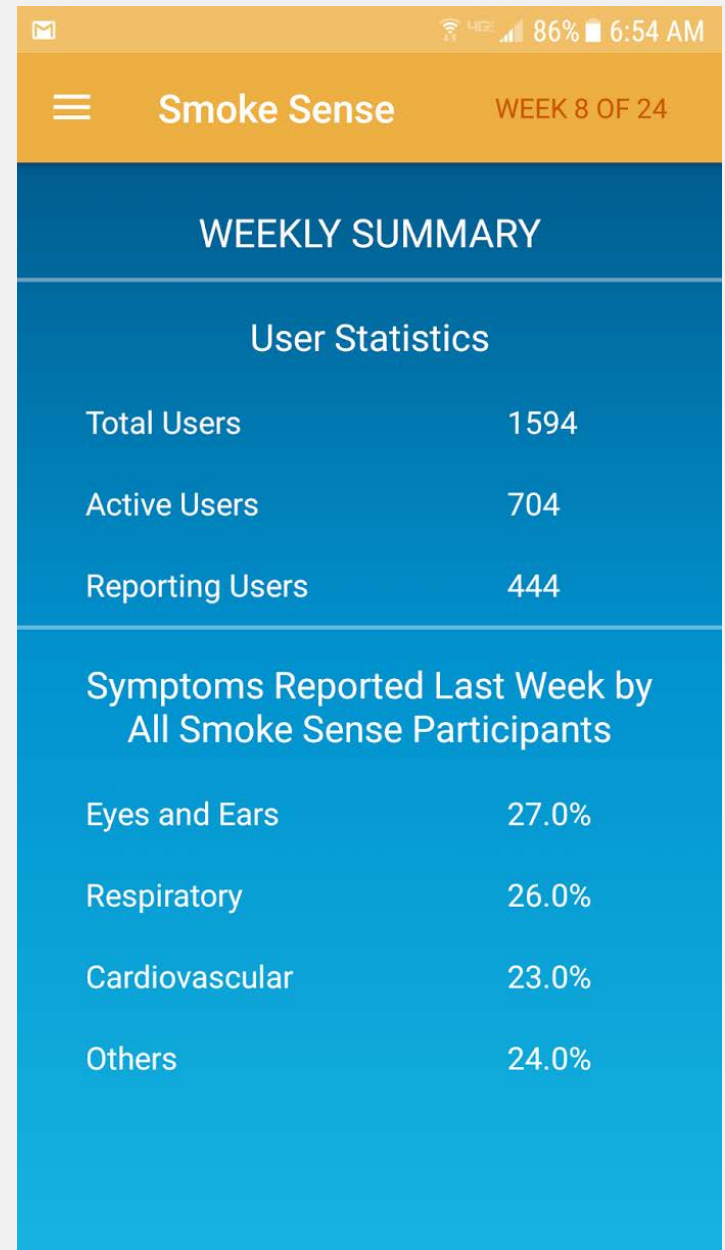 4GE 86% 6:54 AM
Smoke Sense WEEK 8 OF 24
WEEKLY SUMMARY
User Statistics
Total Users 1594
Active Users 704
Reporting Users 444
Symptoms Reported Last Week by
All Smoke Sense Participants
Eyes and Ears 27.0%
Respiratory 26.0%
Cardiovascular 23.0%
Others 24.0%